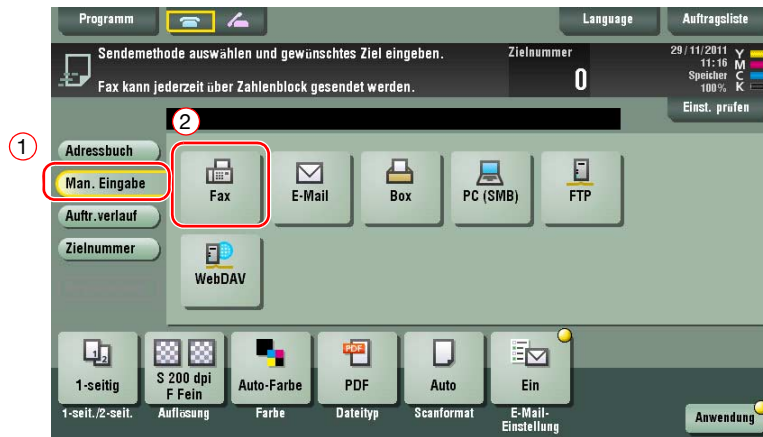 Programm
Language
Auftragsliste
Sendemethode auswählen und gewünschtes Ziel eingeben.
Fax kann jederzeit über Zahlenblock gesendet werden.
Zielnummer
0
29/11/2011
11:16
Speicher
100%
Y
M
C
K
Einst. prüfen
1
2
Adressbuch
Man. Eingabe
Auftr.verlauf
Zielnummer
Fax
E-Mail
Box
PC (SMB)
FTP
WebDAV
1-seitig
S 200 dpi
F Fein
Auto-Farbe
PDF
PDF
Auto
Ein
1-seit./2-seit.
Auflösung
Farbe
Dateityp
Scanformat
E-Mail-
Einstellung
Anwendung